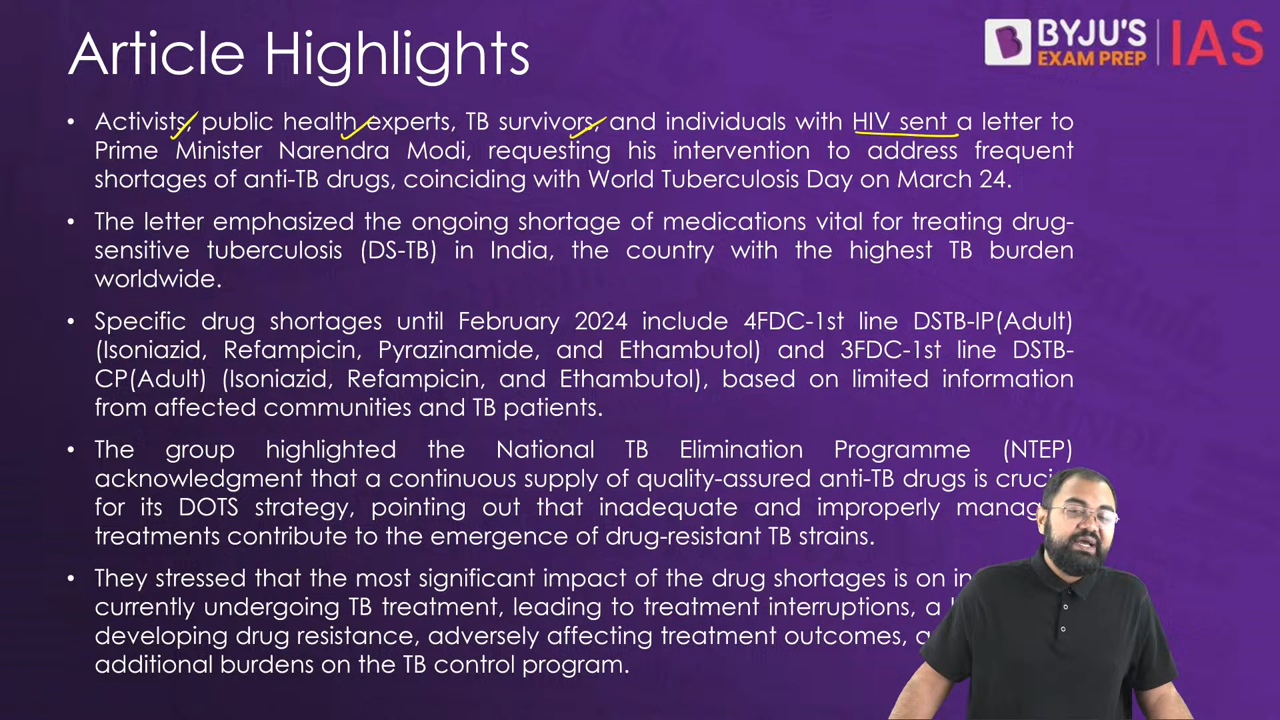 Article Highlights
BYJU'S
EXAM PREP
IAS
• Activists, public health experts, TB survivors, and individuals with HIV sent a letter to
Prime Minister Narendra Modi, requesting his intervention to address frequent
shortages of anti-TB drugs, coinciding with World Tuberculosis Day on March 24.
• The letter emphasized the ongoing shortage of medications vital for treating drug-
sensitive tuberculosis (DS-TB) in India, the country with the highest TB burden
worldwide.
• Specific drug shortages until February 2024 include 4FDC-1st line DSTB-IP(Adult)
(Isoniazid, Refampicin, Pyrazinamide, and Ethambutol) and 3FDC-1st line DSTB-
CP(Adult) (Isoniazid, Refampicin, and Ethambutol), based on limited information
from affected communities and TB patients.
• The group highlighted the National TB Elimination Programme (NTEP)
acknowledgment that a continuous supply of quality-assured anti-TB drugs is
for its DOTS strategy, pointing out that inadequate and improperly
treatments contribute to the emergence of drug-resistant TB strains.
• They stressed that the most significant impact of the drug shortages is on
currently undergoing TB treatment, leading to treatment interruptions, a
developing drug resistance, adversely affecting treatment outcomes,
additional burdens on the TB control program.